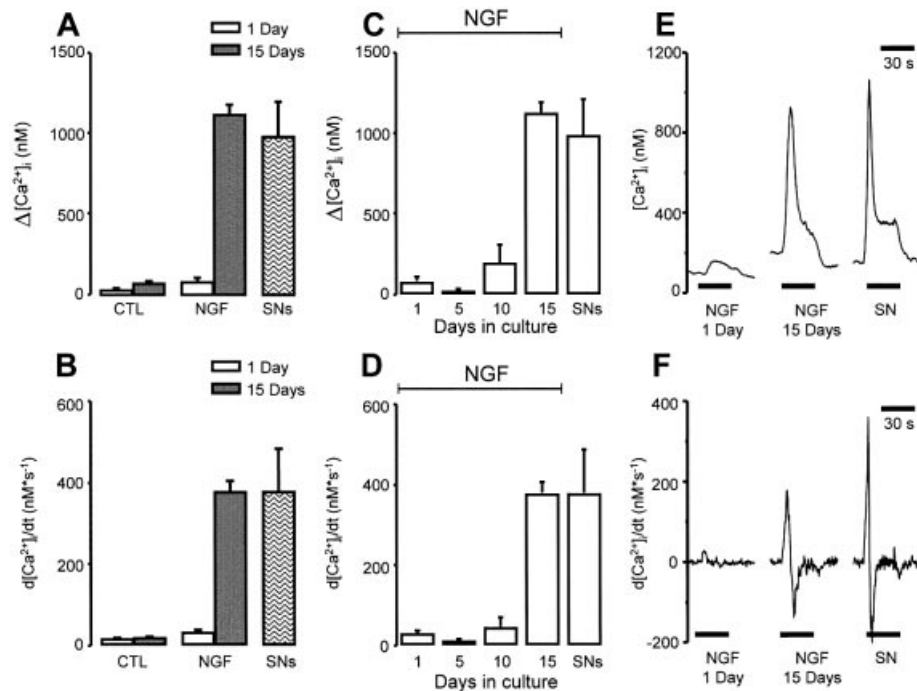 A
1 Day
15 Days
1500
1000
500
0
Δ[Ca²⁺]ᵢ (nM)
CTL
NGF
SNs
B
1 Day
15 Days
600
400
200
0
d[Ca²⁺]ᵢ/dt (nM*s⁻¹)
CTL
NGF
SNs
C
NGF
1500
1000
500
0
Δ[Ca²⁺]ᵢ (nM)
1 5 10 15 SNs
Days in culture
D
NGF
600
400
200
0
d[Ca²⁺]ᵢ/dt (nM*s⁻¹)
1 5 10 15 SNs
Days in culture
E
1200
800
400
0
[Ca²⁺]ᵢ (nM)
30 s
NGF
1 Day
NGF
15 Days
SN
F
400
200
0
-200
d[Ca²⁺]ᵢ/dt (nM*s⁻¹)
30 s
NGF
1 Day
NGF
15 Days
SN